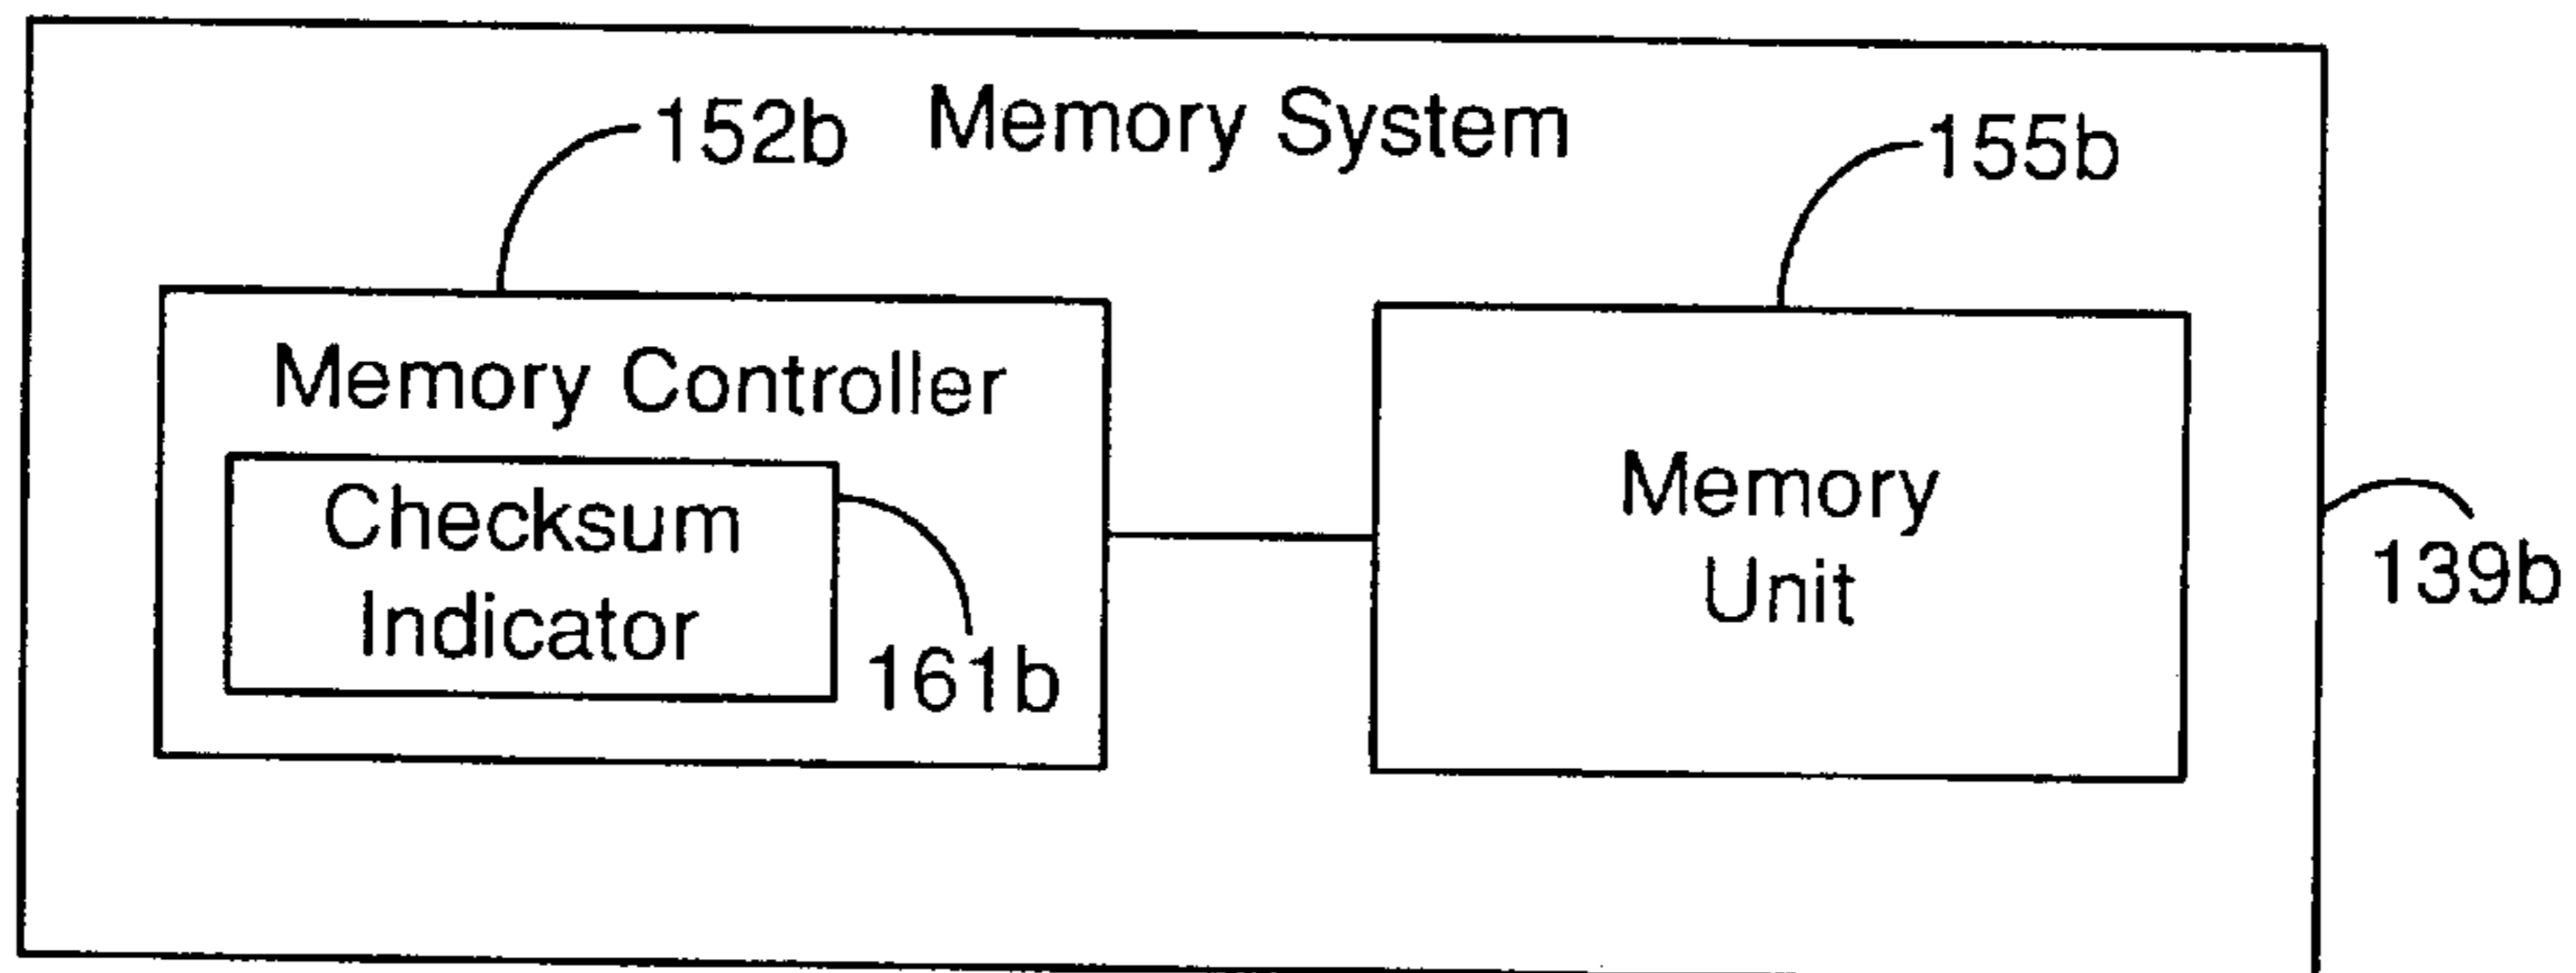 Memory System
152b
155b
Memory Controller
Checksum
Indicator
161b
Memory
Unit
139b